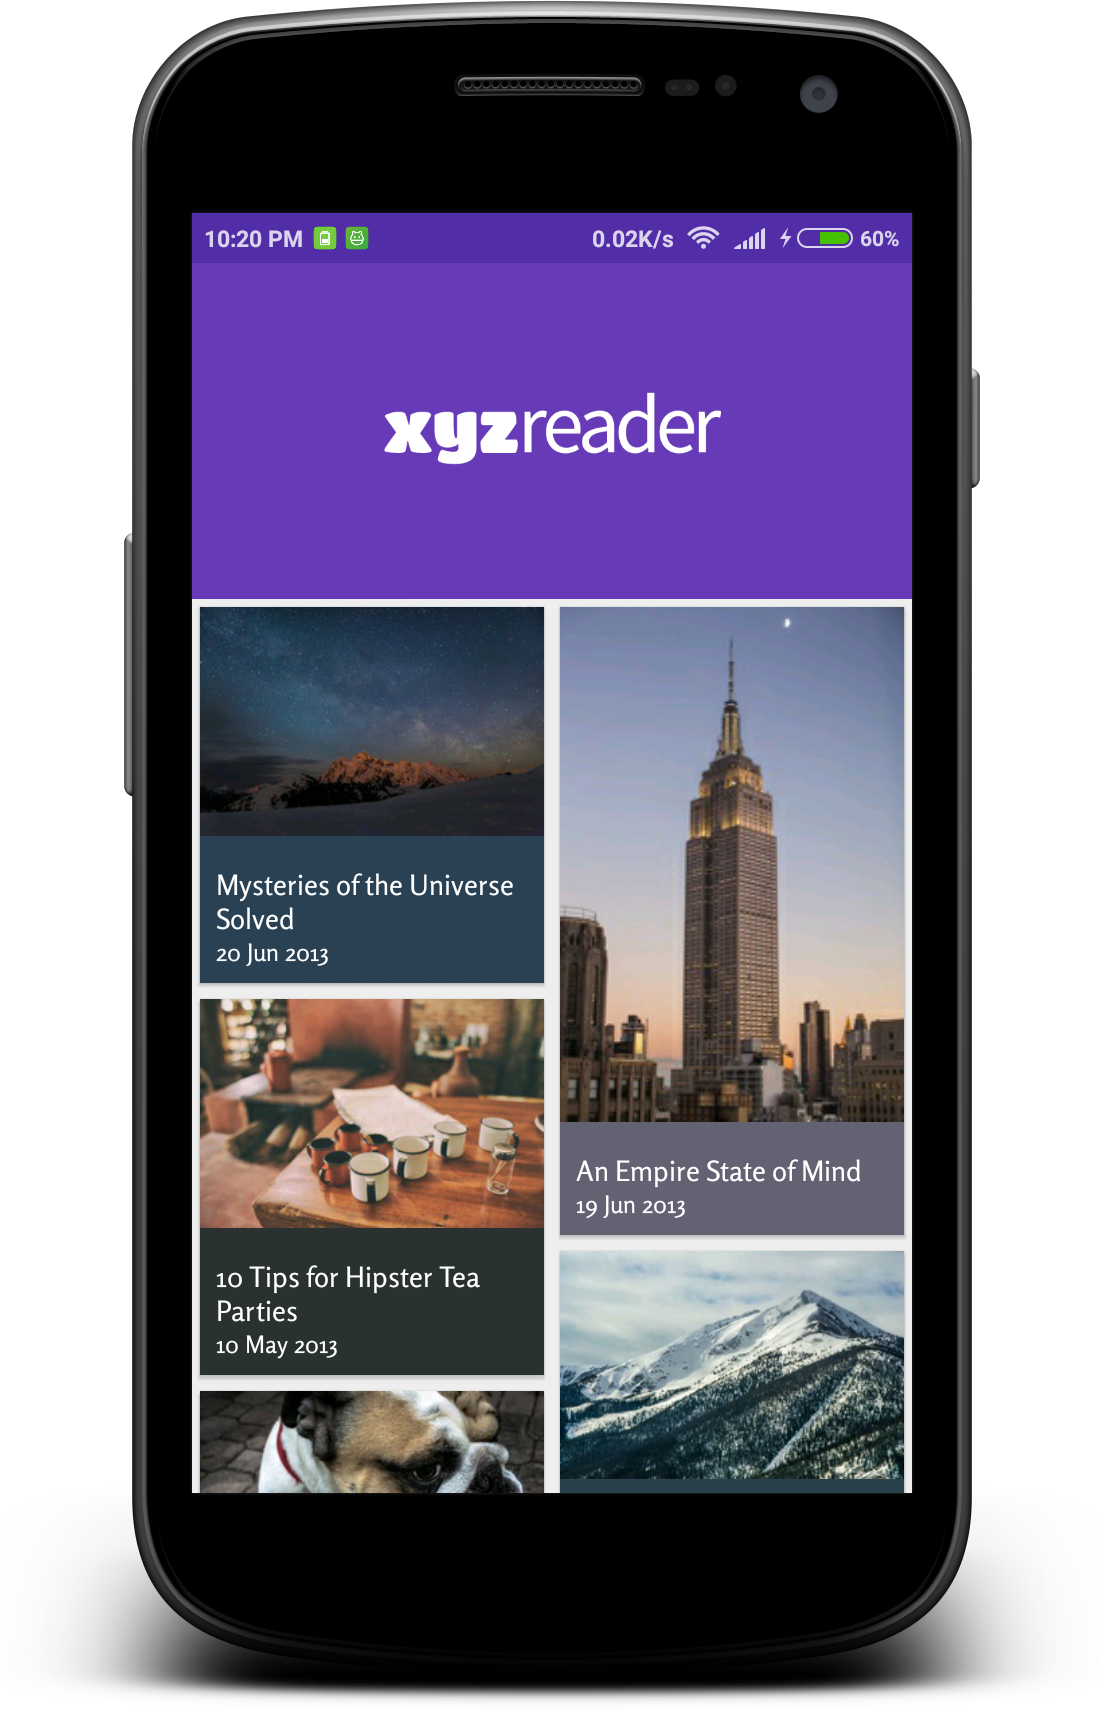 10:20 PM 0.02K/s 60%
xyzreader
Mysteries of the Universe
Solved
20 Jun 2013
An Empire State of Mind
19 Jun 2013
10 Tips for Hipster Tea
Parties
10 May 2013